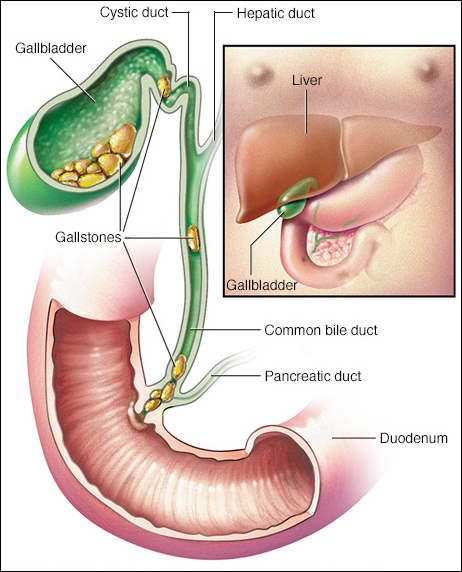 Cystic duct
Hepatic duct
Gallbladder
Liver
Gallstones
Gallbladder
Common bile duct
Pancreatic duct
Duodenum